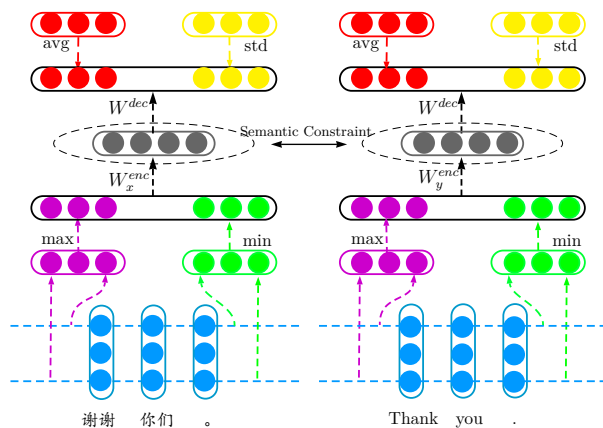 avg std avg std
W^{dec} W^{dec}
Semantic Constraint
W_x^{enc} W_y^{enc}
max min max min
谢谢 你们 。 Thank you .